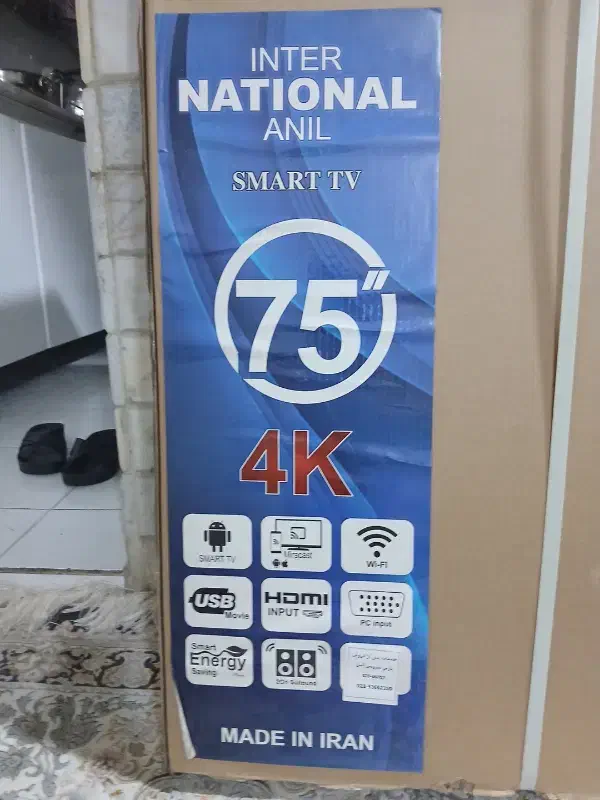 INTER
NATIONAL
ANIL
SMART TV
75"
4K
SMART TV
Miracast
Wi-Fi
USB
Movie
HDMI
INPUT
PC input
Smart
Energy
Saving
Surround
MADE IN IRAN